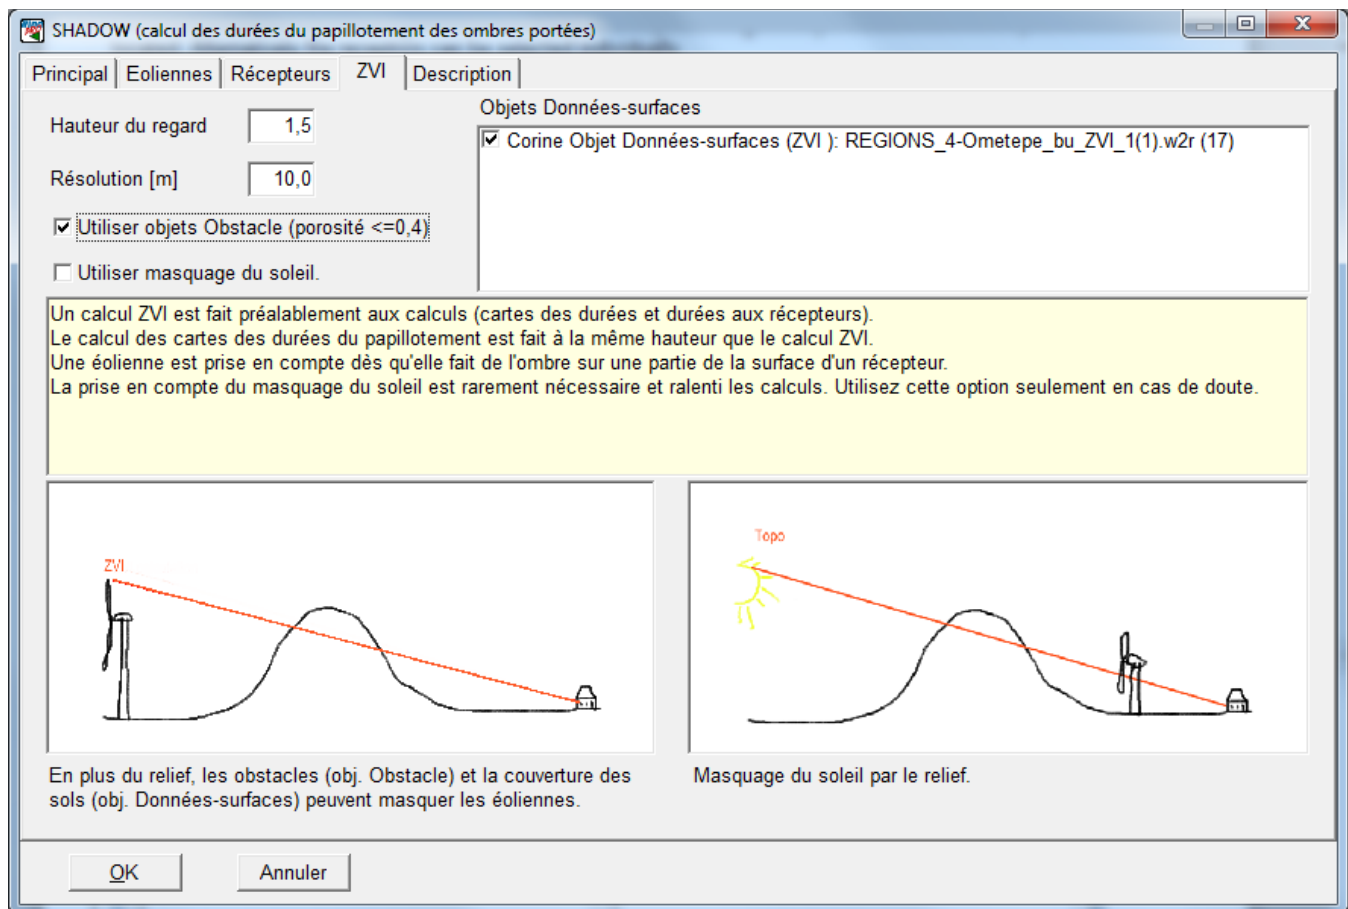 SHADOW (calcul des durées du papillotement des ombres portées)
Principal
Eoliennes
Récepteurs
ZVI
Description
Hauteur du regard
1,5
Objets Données-surfaces
Corine Objet Données-surfaces (ZVI ): REGIONS_4-Ometepe_bu_ZVI_1(1).w2r (17)
Résolution [m]
10,0
Utiliser objets Obstacle (porosité <=0,4)
Utiliser masquage du soleil.
Un calcul ZVI est fait préalablement aux calculs (cartes des durées et durées aux récepteurs).
Le calcul des cartes des durées du papillotement est fait à la même hauteur que le calcul ZVI.
Une éolienne est prise en compte dès qu'elle fait de l'ombre sur une partie de la surface d'un récepteur.
La prise en compte du masquage du soleil est rarement nécessaire et ralenti les calculs. Utilisez cette option seulement en cas de doute.
ZVI
Topo
En plus du relief, les obstacles (obj. Obstacle) et la couverture des
sols (obj. Données-surfaces) peuvent masquer les éoliennes.
Masquage du soleil par le relief.
OK
Annuler